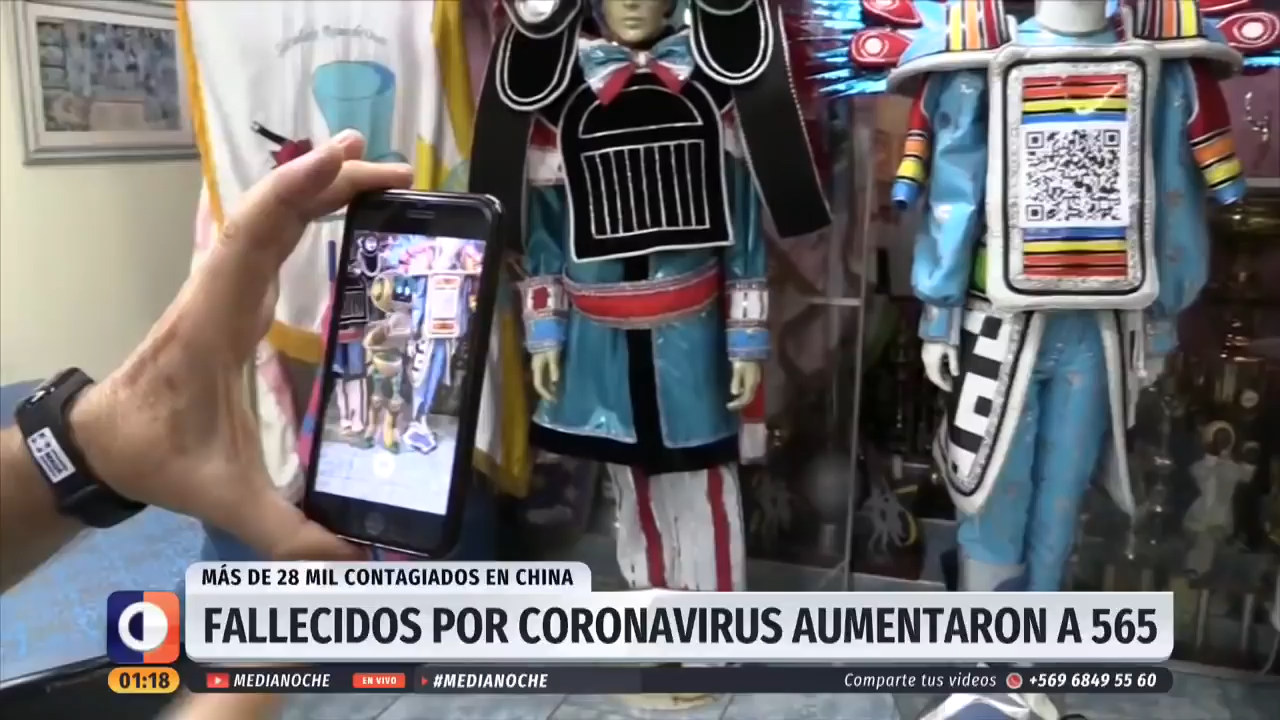 MÁS DE 28 MIL CONTAGIADOS EN CHINA
FALLECIDOS POR CORONAVIRUS AUMENTARON A 565
01:18 MEDIANOCHE EN VIVO #MEDIANOCHE Comparte tus videos +569 6849 55 60